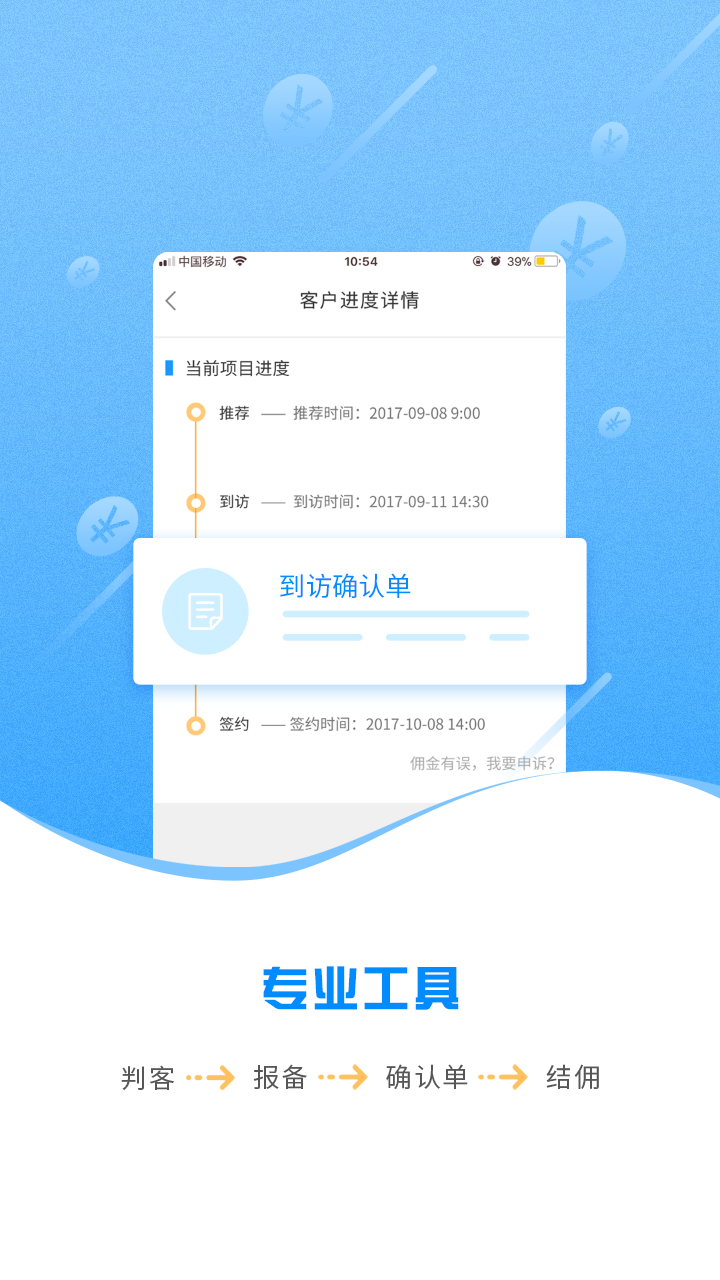 中国移动 10:54 39%
客户进度详情
当前项目进度
推荐 —— 推荐时间：2017-09-08 9:00
到访 —— 到访时间：2017-09-11 14:30
到访确认单
签约 —— 签约时间：2017-10-08 14:00
佣金有误，我要申诉？
专业工具
判客 报备 确认单 结佣